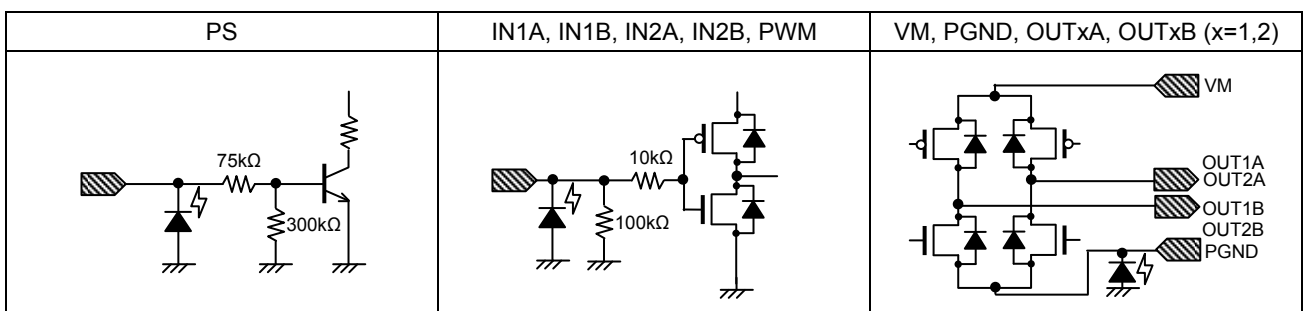 PS
IN1A, IN1B, IN2A, IN2B, PWM
VM, PGND, OUTxA, OUTxB (x=1,2)
75kΩ
300kΩ
10kΩ
100kΩ
VM
OUT1A
OUT2A
OUT1B
OUT2B
PGND